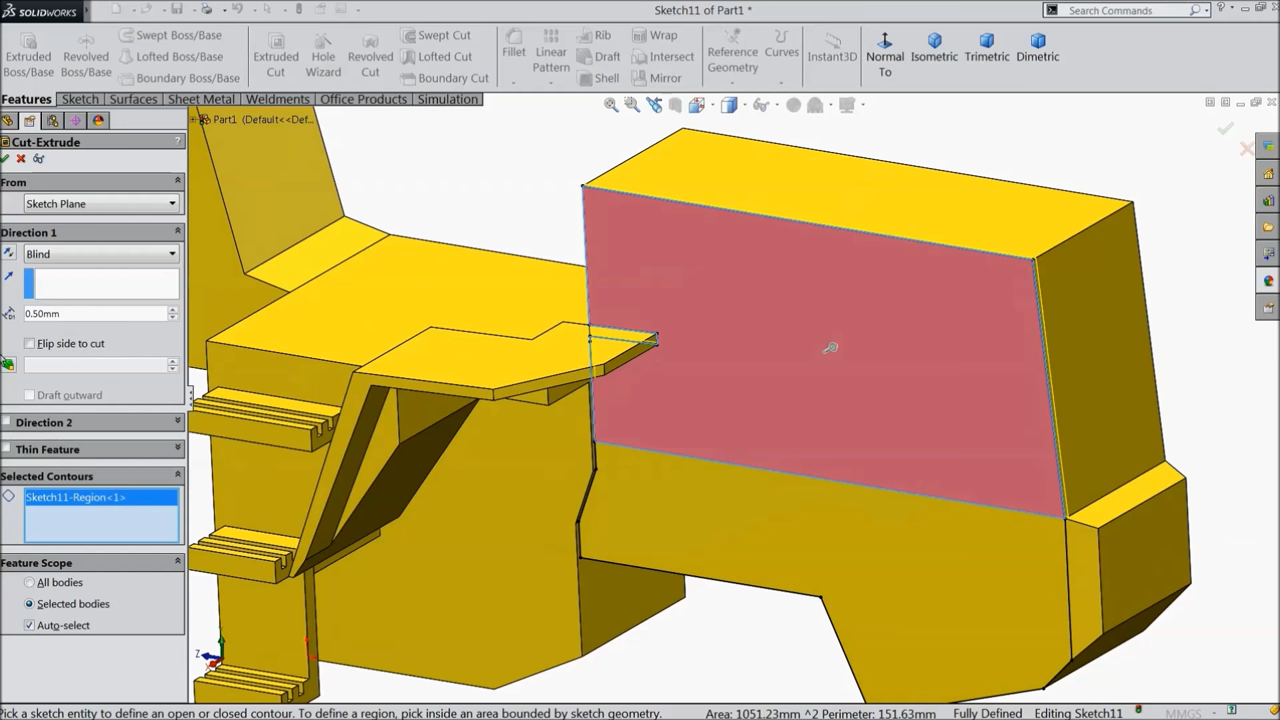 SOLIDWORKS
Sketch11 of Part1 *
Search Commands
Extruded Boss/Base
Revolved Boss/Base
Swept Boss/Base
Lofted Boss/Base
Boundary Boss/Base
Extruded Cut
Hole Wizard
Revolved Cut
Swept Cut
Lofted Cut
Boundary Cut
Fillet
Linear Pattern
Rib
Draft
Shell
Wrap
Intersect
Mirror
Reference Geometry
Curves
Instant3D
Normal To
Isometric
Trimetric
Dimetric
Features Sketch Surfaces Sheet Metal Weldments Office Products Simulation
Part1 (Default<<Def...
Cut-Extrude
?
From
Sketch Plane
Direction 1
Blind
D1
0.50mm
Flip side to cut
Draft outward
Direction 2
Thin Feature
Selected Contours
Sketch11-Region<1>
Feature Scope
All bodies
Selected bodies
Auto-select
Z
Pick a sketch entity to define an open or closed contour. To define a region, pick inside an area bounded by sketch geometry. Area: 1051.23mm ^2 Perimeter: 151.63mm Fully Defined Editing Sketch11 MMGS